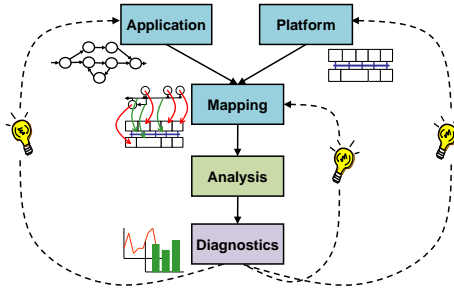 Application
Platform
Mapping
Analysis
Diagnostics